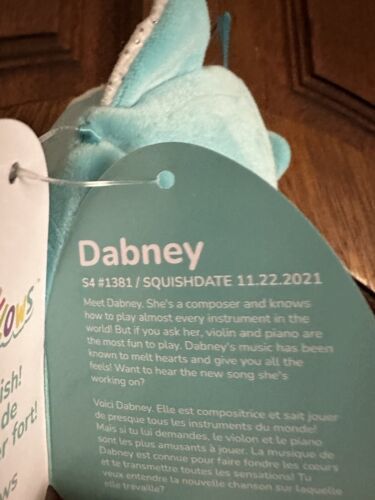 Dabney
S4 #1381 / SQUISHDATE 11.22.2021
Meet Dabney. She's a composer and knows
how to play almost every instrument in the
world! But if you ask her, violin and piano are
the most fun to play. Dabney's music has been
known to melt hearts and give you all the
feels! Want to hear the new song she's
working on?
Voici Dabney. Elle est compositrice et sait jouer
de presque tous les instruments du monde!
Mais si tu lui demandes, le violon et le piano
sont les plus amusants à jouer. La musique de
Dabney est connue pour faire fondre les cœurs
et te transmettre toutes les sensations! Tu
veux entendre la nouvelle chanson sur laquelle
elle travaille?
ows
ish!
de
r fort!
ws